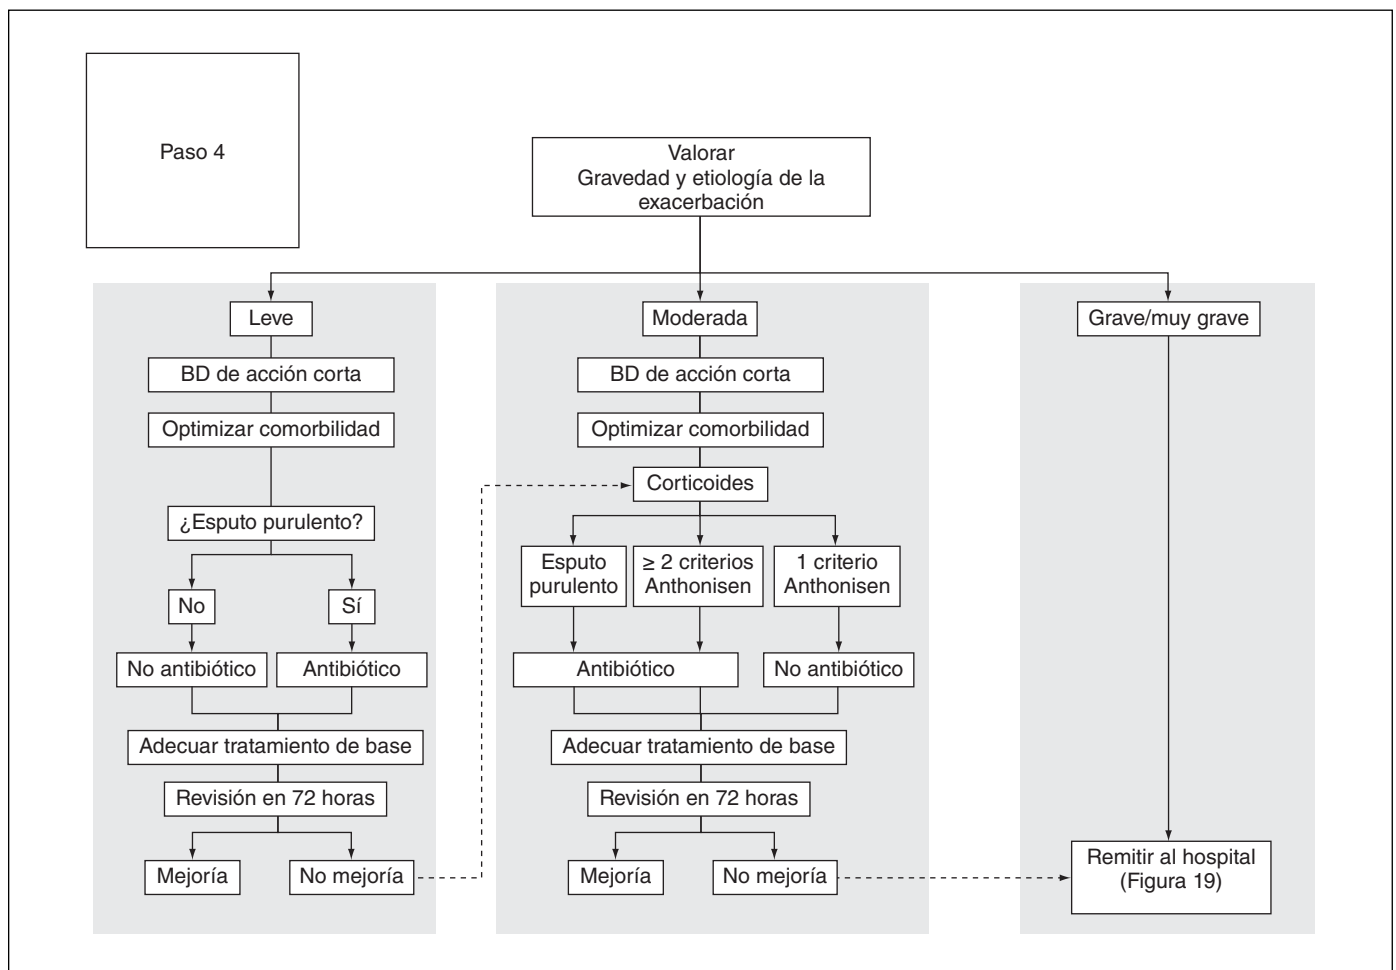 Paso 4
Valorar
Gravedad y etiología de la
exacerbación
Leve
BD de acción corta
Optimizar comorbilidad
¿Esputo purulento?
No
Sí
No antibiótico
Antibiótico
Adecuar tratamiento de base
Revisión en 72 horas
Mejoría
No mejoría
Moderada
BD de acción corta
Optimizar comorbilidad
Corticoides
Esputo
purulento
≥ 2 criterios
Anthonisen
1 criterio
Anthonisen
Antibiótico
No antibiótico
Adecuar tratamiento de base
Revisión en 72 horas
Mejoría
No mejoría
Grave/muy grave
Remitir al hospital
(Figura 19)